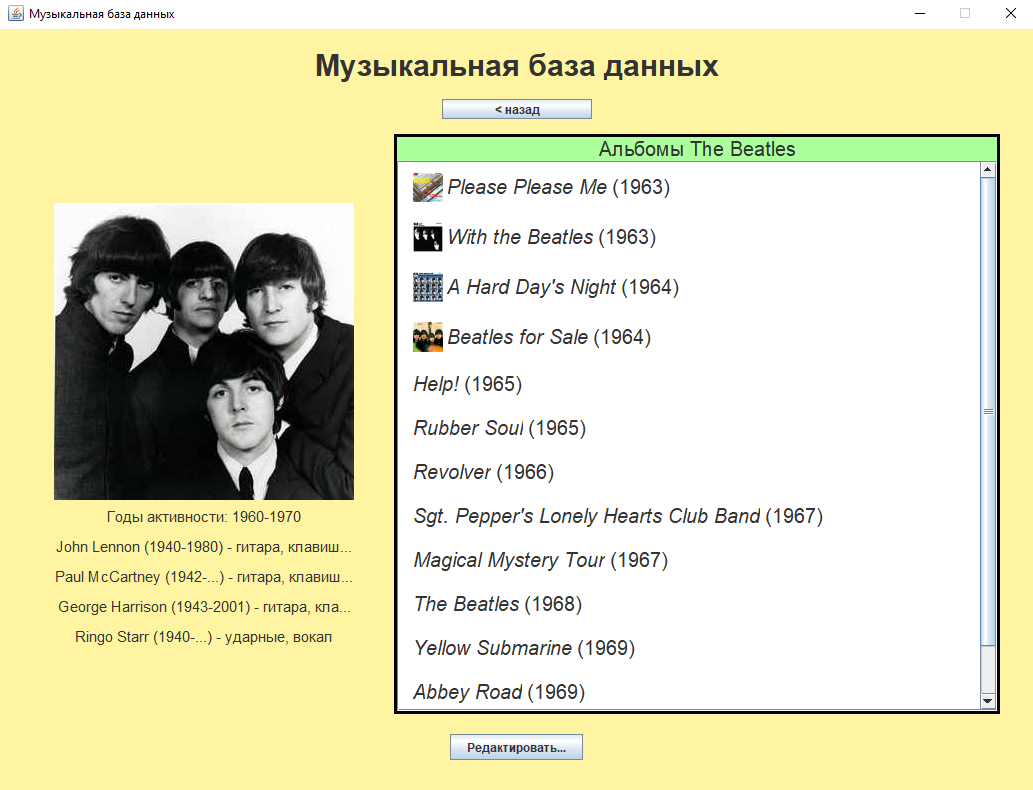 Музыкальная база данных
Музыкальная база данных
< назад
Альбомы The Beatles
Please Please Me (1963)
With the Beatles (1963)
A Hard Day's Night (1964)
Beatles for Sale (1964)
Help! (1965)
Rubber Soul (1965)
Revolver (1966)
Sgt. Pepper's Lonely Hearts Club Band (1967)
Magical Mystery Tour (1967)
The Beatles (1968)
Yellow Submarine (1969)
Abbey Road (1969)
Годы активности: 1960-1970
John Lennon (1940-1980) - гитара, клавиш...
Paul McCartney (1942-...) - гитара, клавиш...
George Harrison (1943-2001) - гитара, кла...
Ringo Starr (1940-...) - ударные, вокал
Редактировать...